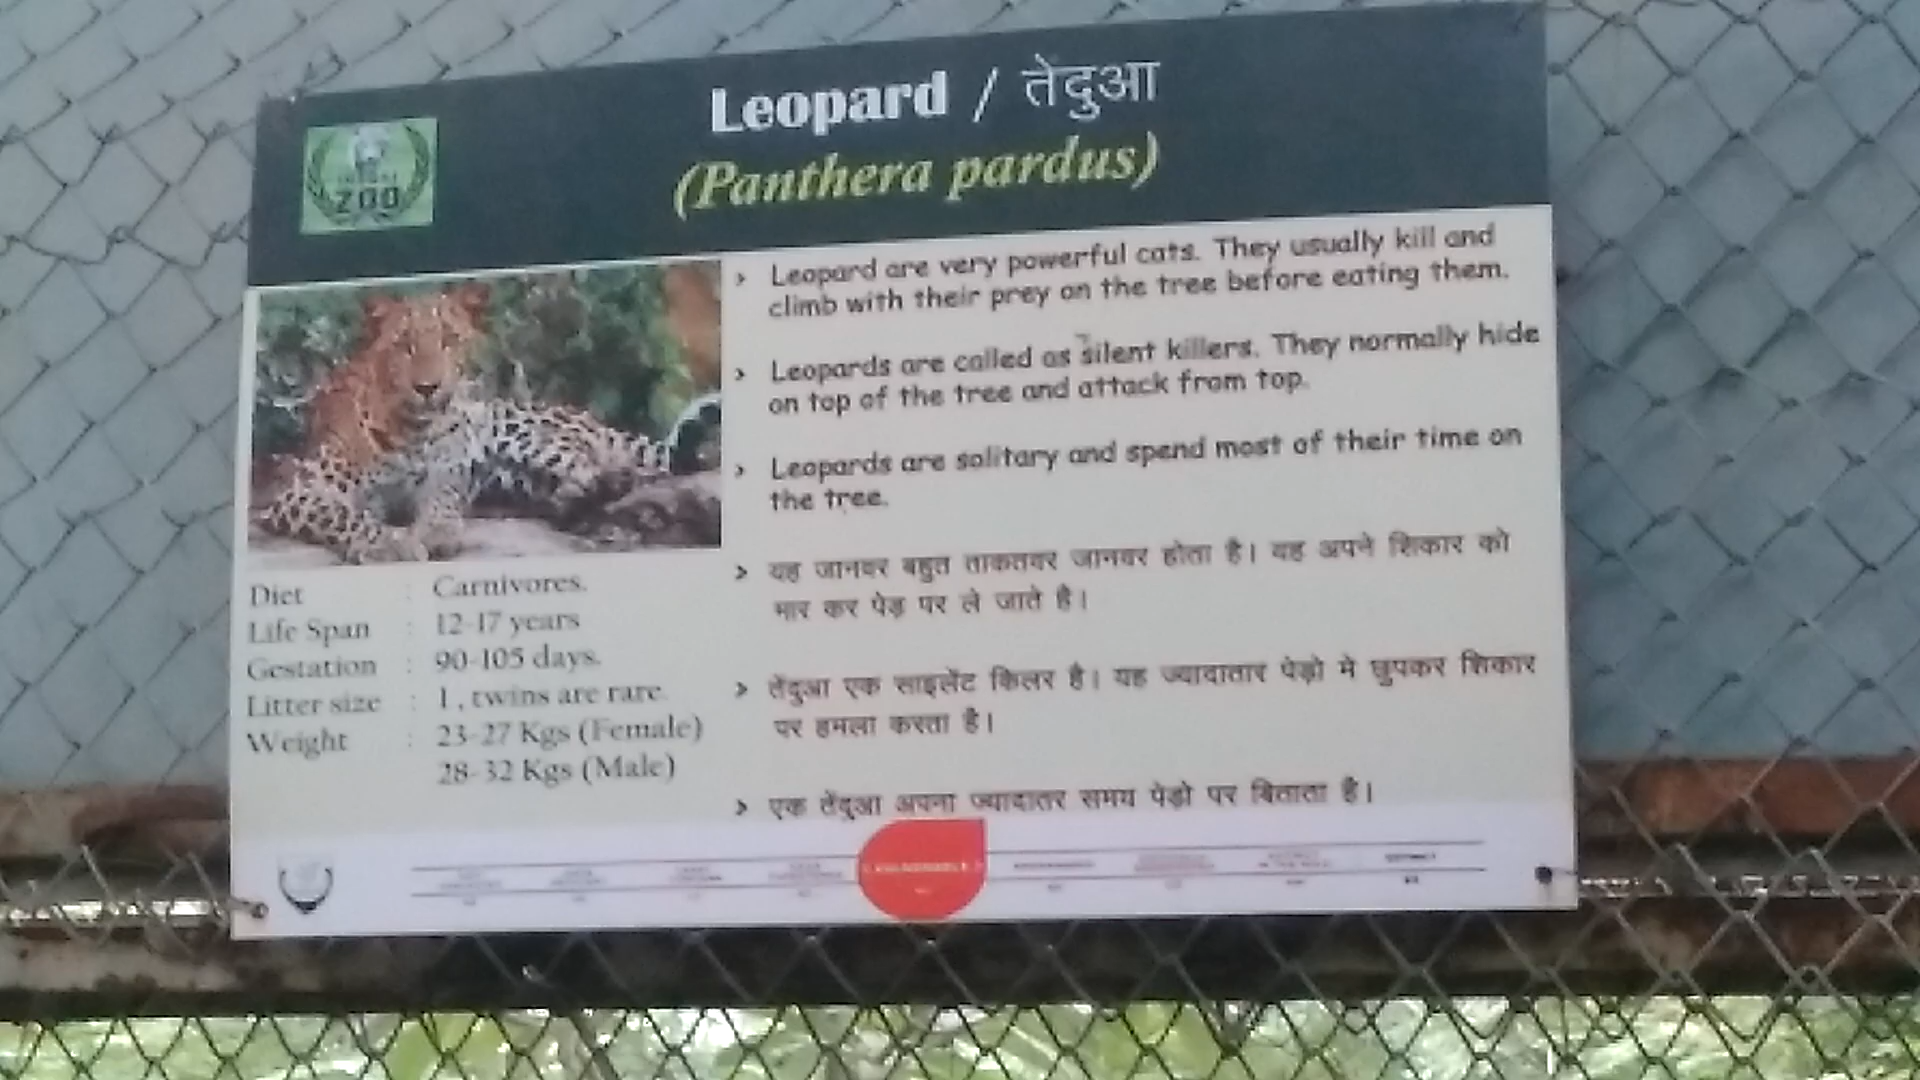 Leopard / तेंदुआ
(Panthera pardus)
ZOO
› Leopard are very powerful cats. They usually kill and
climb with their prey on the tree before eating them.
› Leopards are called as silent killers. They normally hide
on top of the tree and attack from top.
› Leopards are solitary and spend most of their time on
the tree.
› यह जानवर बहुत ताकतवर जानवर होता है। यह अपने शिकार को
मार कर पेड़ पर ले जाते है।
› तेंदुआ एक साइलेंट किलर है। यह ज्यादातार पेड़ो मे छुपकर शिकार
पर हमला करता है।
› एक तेंदुआ अपना ज्यादातर समय पेड़ो पर बिताता है।
Diet : Carnivores.
Life Span : 12-17 years
Gestation : 90-105 days.
Litter size : 1, twins are rare.
Weight : 23-27 Kgs (Female)
28-32 Kgs (Male)
VULNERABLE
EXTINCT